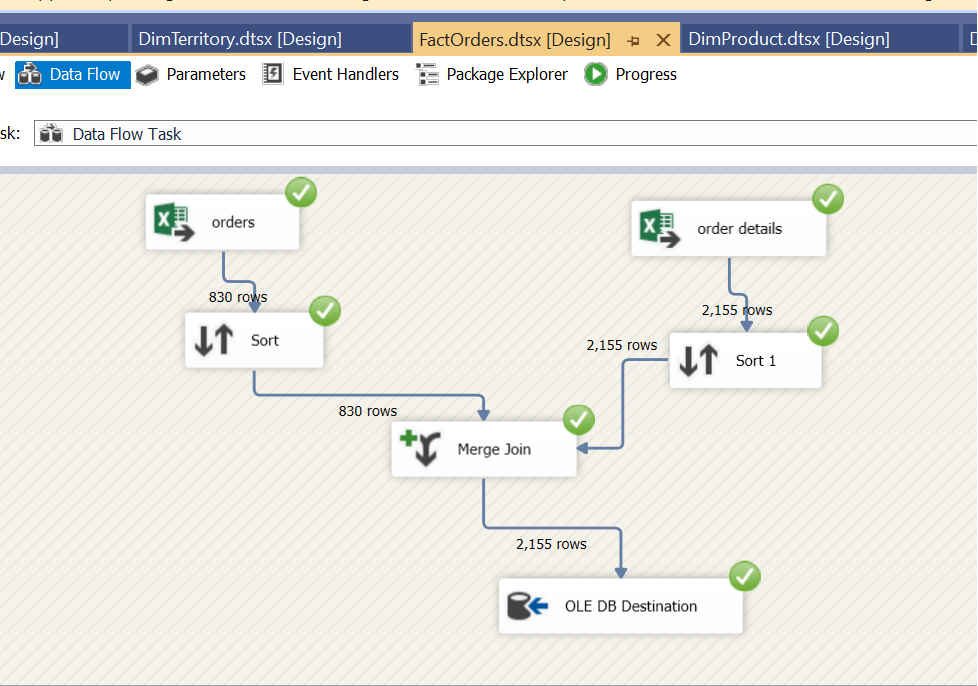 Design]
DimTerritory.dtsx [Design]
FactOrders.dtsx [Design]
DimProduct.dtsx [Design]
Data Flow
Parameters
Event Handlers
Package Explorer
Progress
sk:
Data Flow Task
orders
order details
830 rows
2,155 rows
Sort
2,155 rows
Sort 1
830 rows
Merge Join
2,155 rows
OLE DB Destination